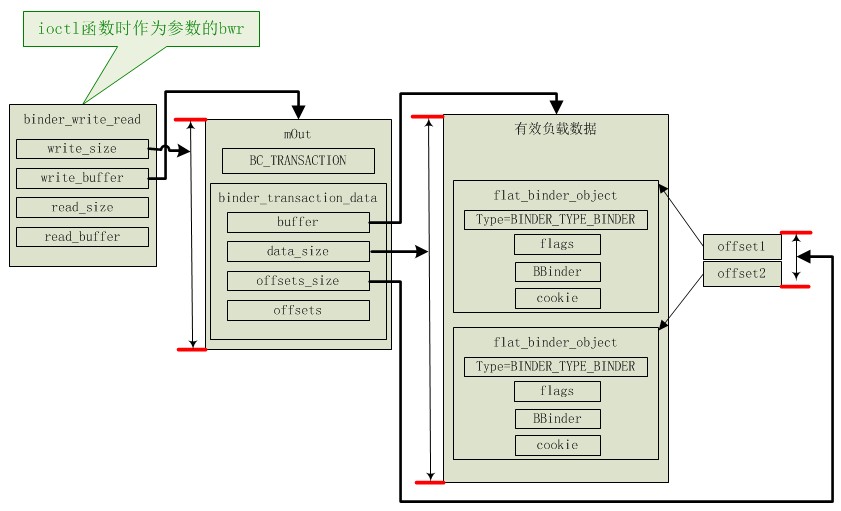 ioctl函数时作为参数的bwr
binder_write_read
write_size
write_buffer
read_size
read_buffer
mOut
BC_TRANSACTION
binder_transaction_data
buffer
data_size
offsets_size
offsets
有效负载数据
flat_binder_object
Type=BINDER_TYPE_BINDER
flags
BBinder
cookie
flat_binder_object
Type=BINDER_TYPE_BINDER
flags
BBinder
cookie
offset1
offset2